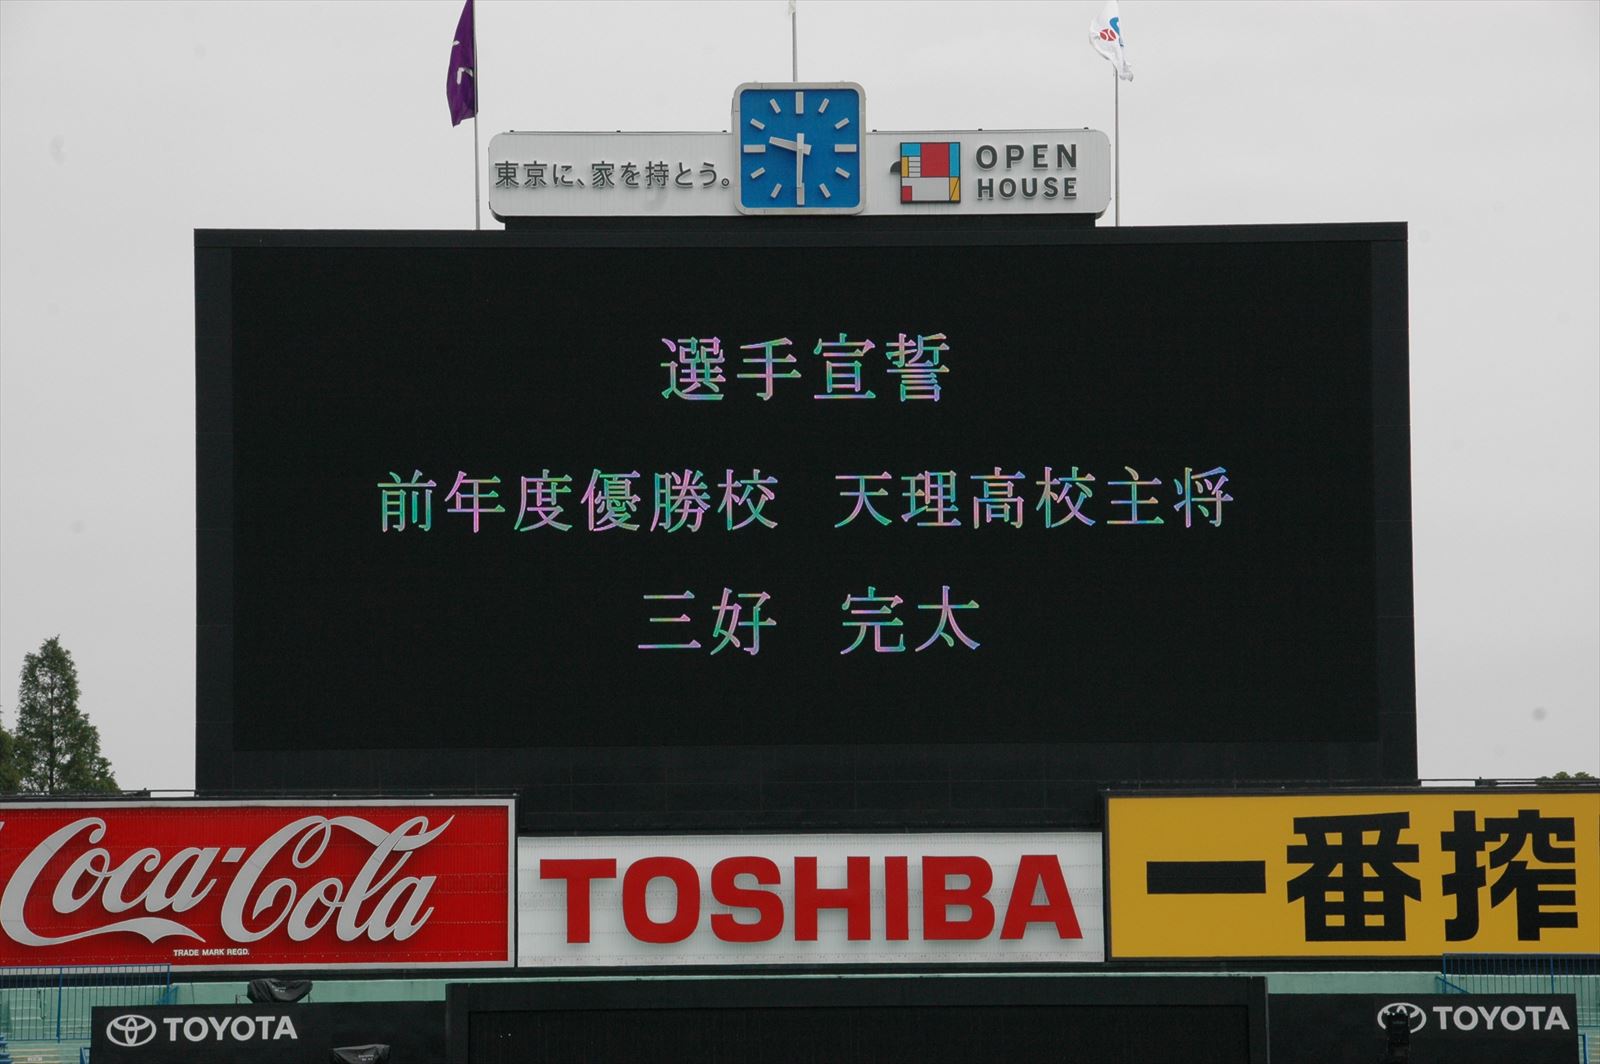 東京に、家を持とう。
OPEN
HOUSE
選手宣誓
前年度優勝校 天理高校主将
三好 完太
Coca-Cola
TRADE MARK REGD.
TOSHIBA
一番搾
TOYOTA
TOYOTA